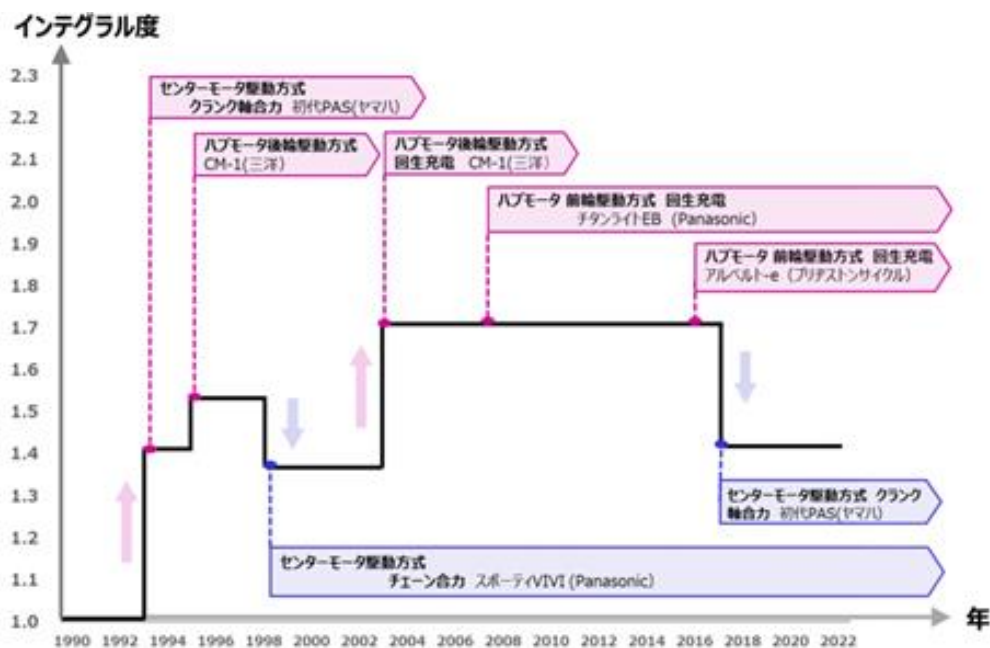 インテグラル度
2.3
2.2
2.1
2.0
1.9
1.8
1.7
1.6
1.5
1.4
1.3
1.2
1.1
1.0
センターモータ駆動方式
クランク軸合力 初代PAS(ヤマハ)
ハブモータ後輪駆動方式
CM-1(三洋)
ハブモータ後輪駆動方式
回生充電 CM-1(三洋)
ハブモータ 前輪駆動方式 回生充電
チタンライトEB (Panasonic)
ハブモータ 前輪駆動方式 回生充電
アルベルト-e (ブリヂストンサイクル)
センターモータ駆動方式 クランク
軸合力 初代PAS(ヤマハ)
センターモータ駆動方式
チェーン合力 スポーティVIVI (Panasonic)
年
1990 1992 1994 1996 1998 2000 2002 2004 2006 2008 2010 2012 2014 2016 2018 2020 2022